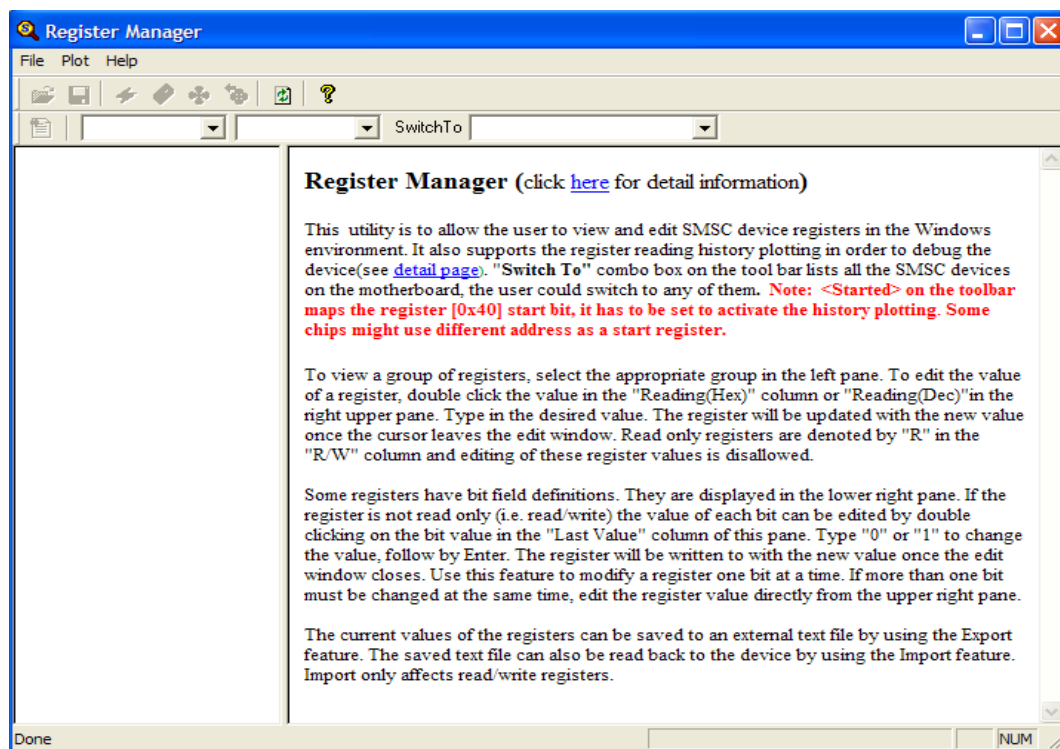 Register Manager
File Plot Help
SwitchTo
Register Manager (click here for detail information)
This utility is to allow the user to view and edit SMSC device registers in the Windows
environment. It also supports the register reading history plotting in order to debug the
device(see detail page). "Switch To" combo box on the tool bar lists all the SMSC devices
on the motherboard, the user could switch to any of them. Note: <Started> on the toolbar
maps the register [0x40] start bit, it has to be set to activate the history plotting. Some
chips might use different address as a start register.
To view a group of registers, select the appropriate group in the left pane. To edit the value
of a register, double click the value in the "Reading(Hex)" column or "Reading(Dec)"in the
right upper pane. Type in the desired value. The register will be updated with the new value
once the cursor leaves the edit window. Read only registers are denoted by "R" in the
"R/W" column and editing of these register values is disallowed.
Some registers have bit field definitions. They are displayed in the lower right pane. If the
register is not read only (i.e. read/write) the value of each bit can be edited by double
clicking on the bit value in the "Last Value" column of this pane. Type "0" or "1" to change
the value, follow by Enter. The register will be written to with the new value once the edit
window closes. Use this feature to modify a register one bit at a time. If more than one bit
must be changed at the same time, edit the register value directly from the upper right pane.
The current values of the registers can be saved to an external text file by using the Export
feature. The saved text file can also be read back to the device by using the Import feature.
Import only affects read/write registers.
Done
NUM